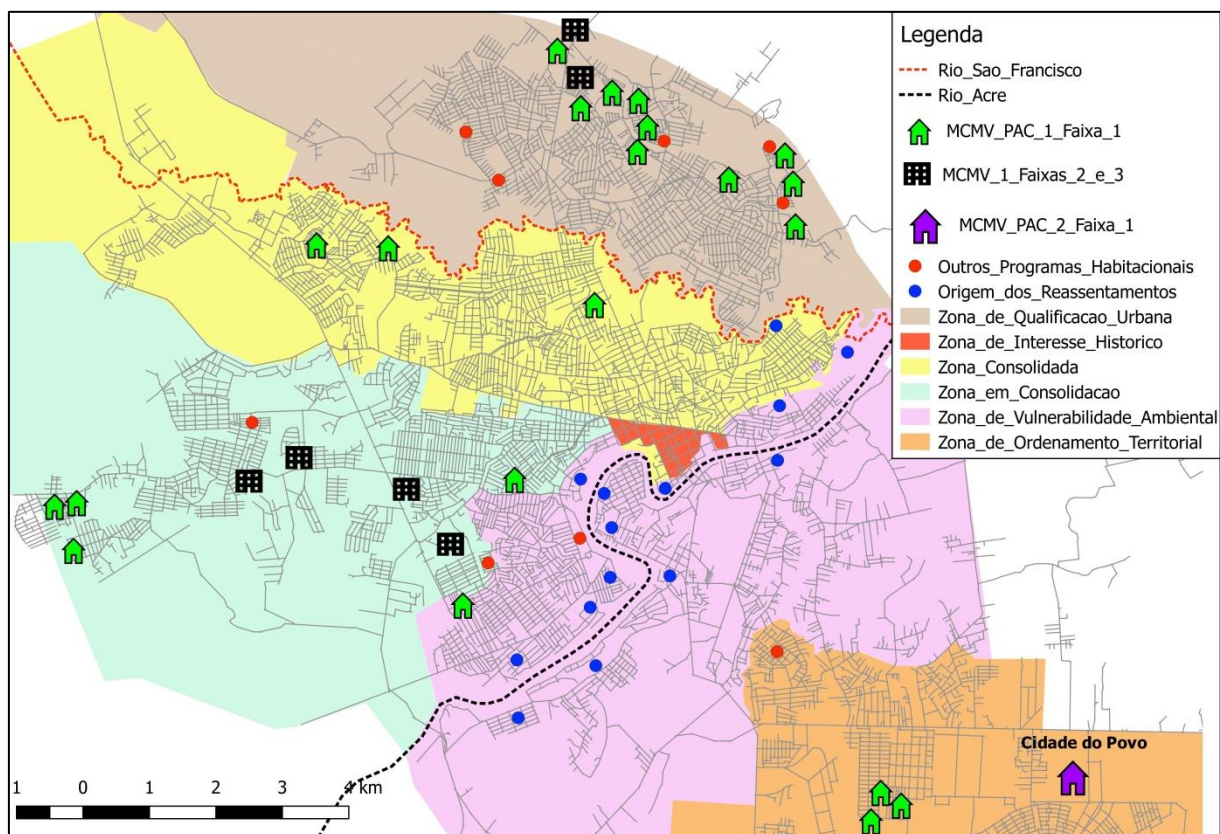 Legenda
Rio_Sao_Francisco
Rio_Acre
MCMV_PAC_1_Faixa_1
MCMV_1_Faixas_2_e_3
MCMV_PAC_2_Faixa_1
Outros_Programas_Habitacionais
Origem_dos_Reassentamentos
Zona_de_Qualificacao_Urbana
Zona_de_Interesse_Historico
Zona_Consolidada
Zona_em_Consolidacao
Zona_de_Vulnerabilidade_Ambiental
Zona_de_Ordenamento_Territorial
Cidade do Povo
1 0 1 2 3 4 km